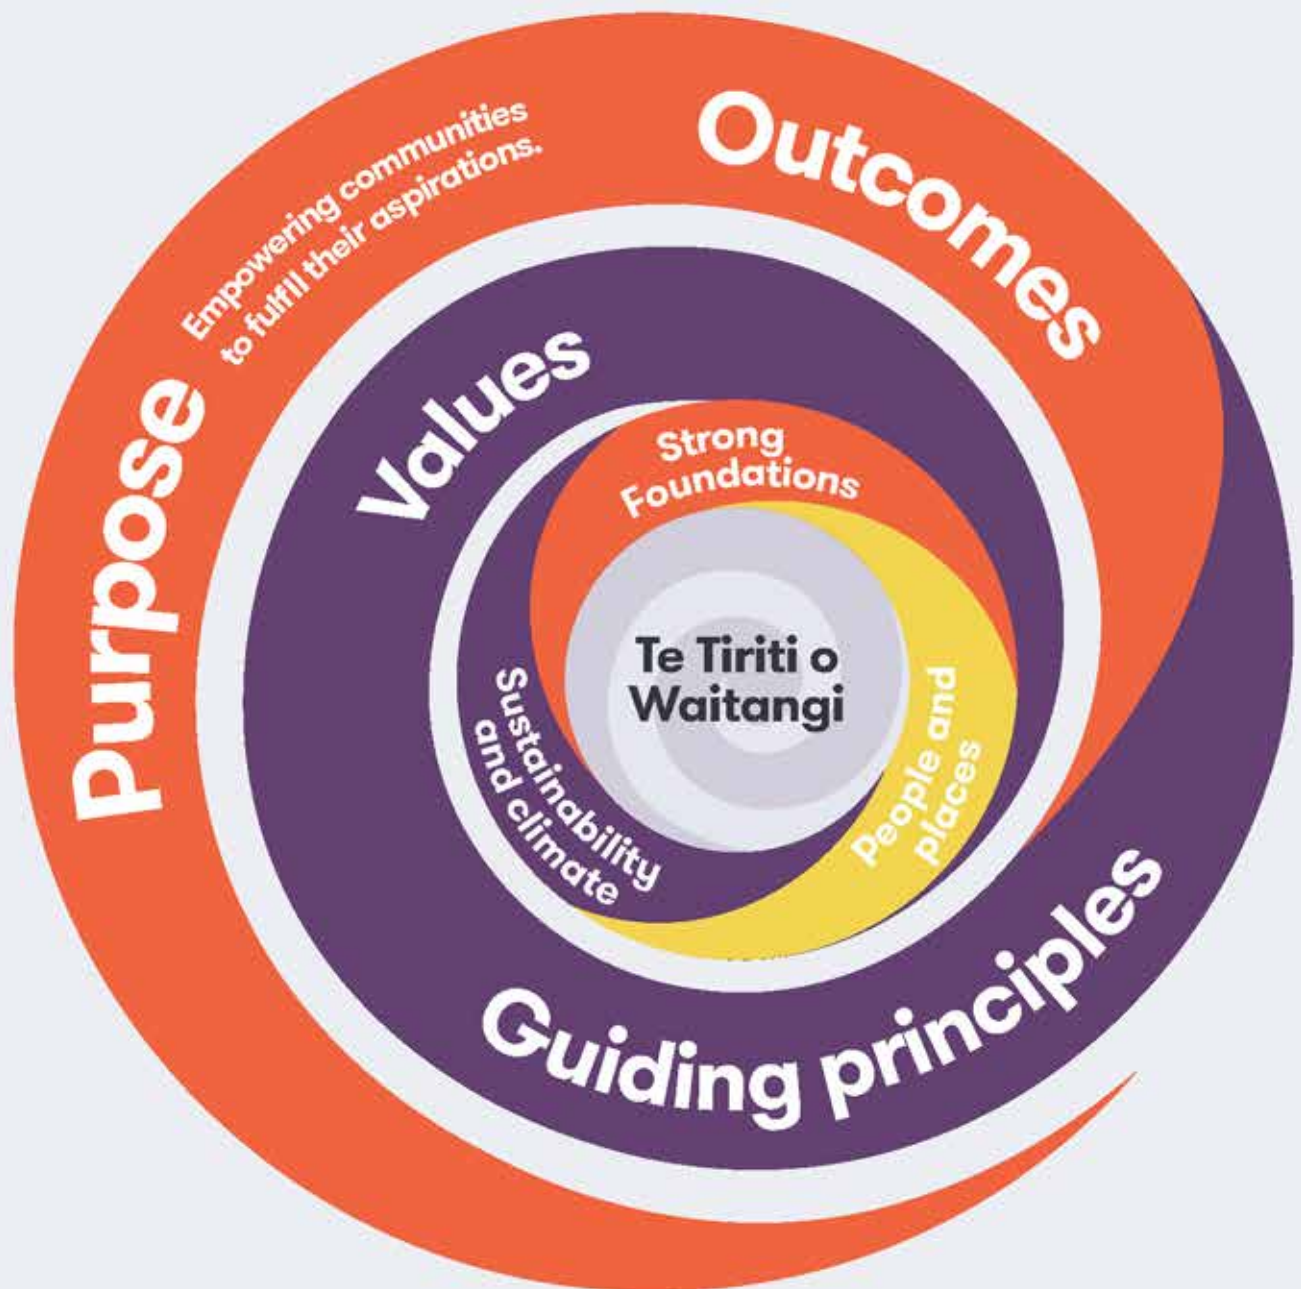 Purpose
Empowering communities
to fulfill their aspirations.
Outcomes
Values
Guiding principles
Strong
Foundations
People and
places
Sustainability
and climate
Te Tiriti o
Waitangi